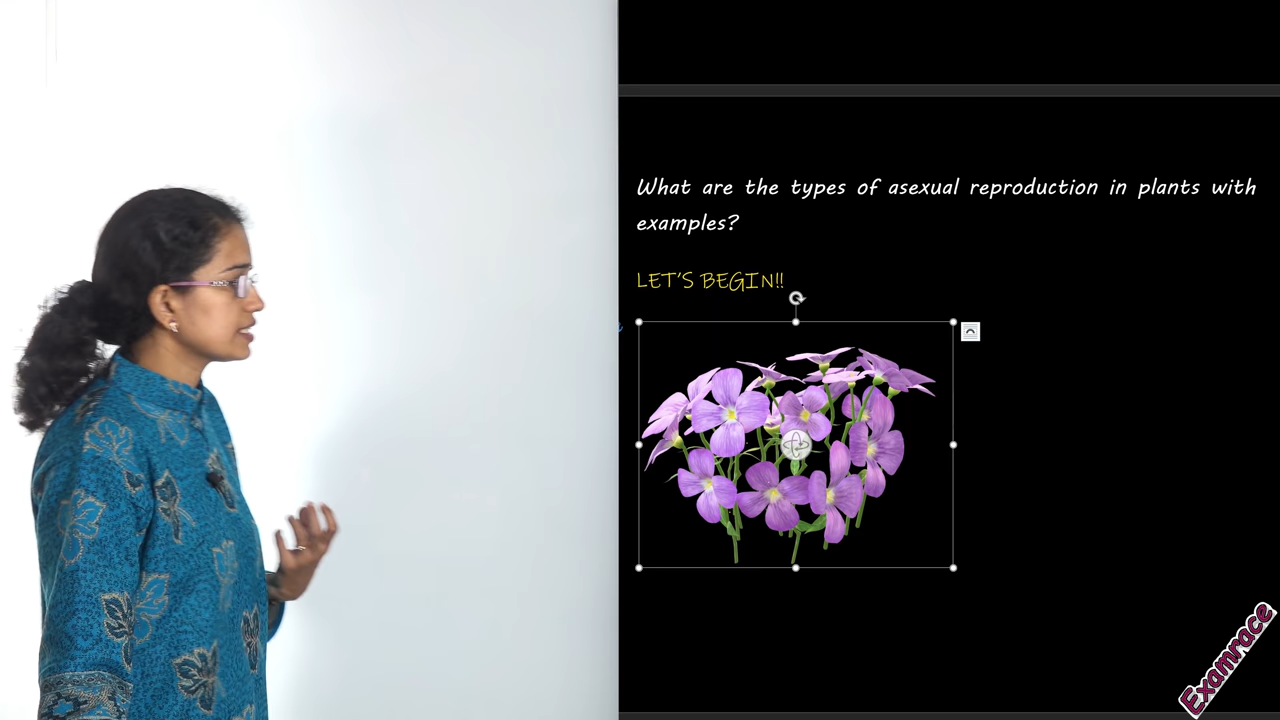 What are the types of asexual reproduction in plants with
examples?
LET'S BEGIN!!
Examrace